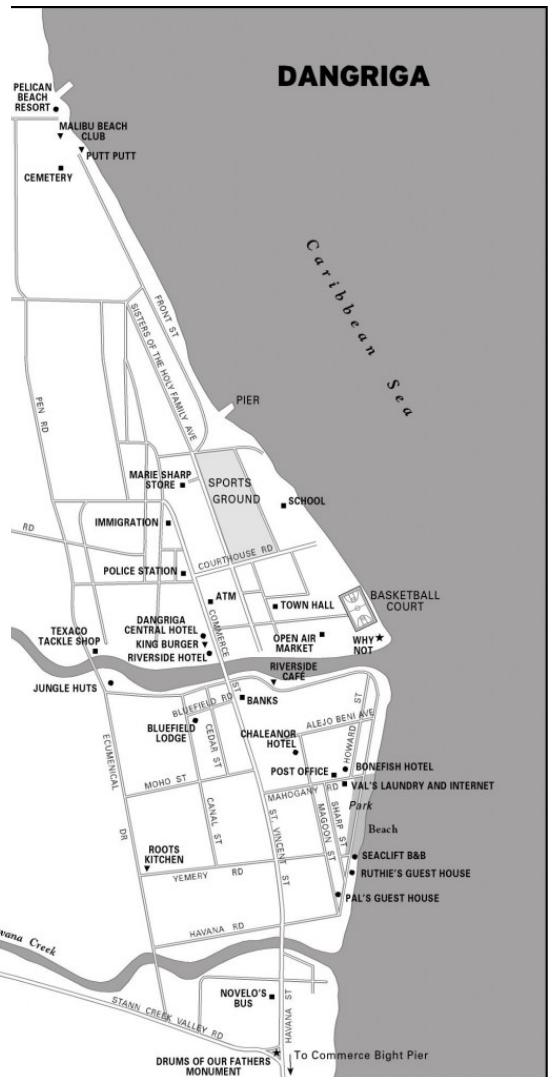 DANGRIGA
PELICAN
BEACH
RESORT
MALIBU BEACH
CLUB
PUTT PUTT
CEMETERY
Caribbean Sea
FRONT ST
SISTERS OF THE HOLY FAMILY AVE
PIER
PEN RD
MARIE SHARP
STORE
SPORTS
GROUND
SCHOOL
IMMIGRATION
RD
COURTHOUSE RD
POLICE STATION
ATM
BASKETBALL
COURT
TOWN HALL
DANGRIGA
CENTRAL HOTEL
KING BURGER
RIVERSIDE HOTEL
COMMERCE ST
OPEN AIR
MARKET
WHY
NOT
TEXACO
TACKLE SHOP
RIVERSIDE
CAFÉ
JUNGLE HUTS
BLUEFIELD RD
BANKS
BLUEFIELD
LODGE
CEDAR ST
ALEJO BENI AVE
HOWARD ST
CHALEANOR
HOTEL
ECUMENICAL DR
POST OFFICE
BONEFISH HOTEL
MOHO ST
MAHOGANY RD
VAL'S LAUNDRY AND INTERNET
Park
CANAL ST
ST. VINCENT ST
MAGOON ST
SHARP ST
Beach
ROOTS
KITCHEN
SEACLIFT B&B
YEMERY RD
RUTHIE'S GUEST HOUSE
PAL'S GUEST HOUSE
HAVANA RD
vana Creek
STANN CREEK VALLEY RD
NOVELO'S
BUS
HAVANA ST
DRUMS OF OUR FATHERS
MONUMENT
To Commerce Bight Pier